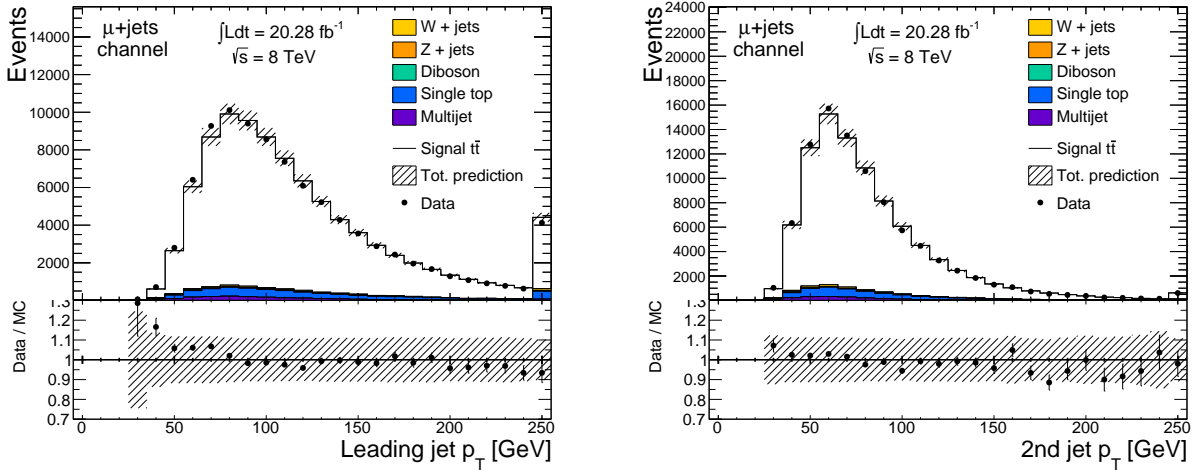 Events
14000
12000
10000
8000
6000
4000
2000
μ+jets
channel
∫Ldt = 20.28 fb-1
√s = 8 TeV
W + jets
Z + jets
Diboson
Single top
Multijet
Signal tt̄
Tot. prediction
Data
Data / MC
1.3
1.2
1.1
1
0.9
0.8
0.7
0 50 100 150 200 250
Leading jet pT [GeV]
Events
24000
22000
20000
18000
16000
14000
12000
10000
8000
6000
4000
2000
μ+jets
channel
∫Ldt = 20.28 fb-1
√s = 8 TeV
W + jets
Z + jets
Diboson
Single top
Multijet
Signal tt̄
Tot. prediction
Data
Data / MC
1.3
1.2
1.1
1
0.9
0.8
0.7
0 50 100 150 200 250
2nd jet pT [GeV]